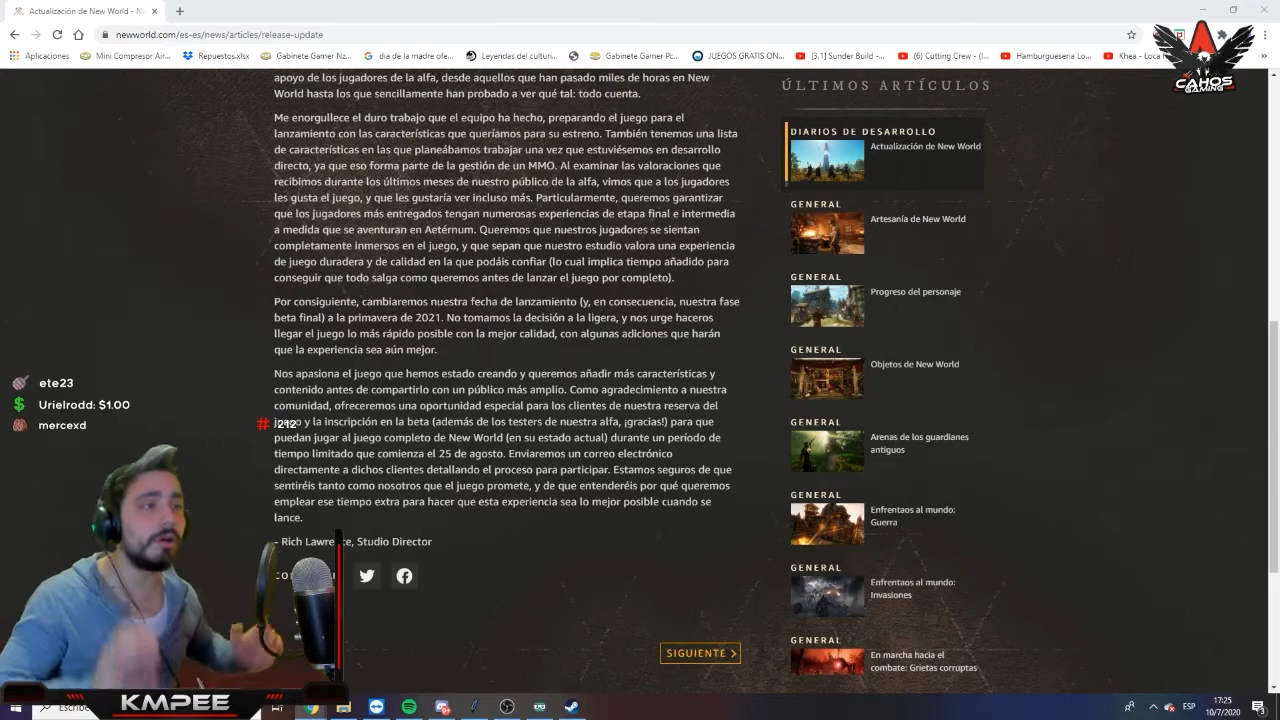 Actualización de New World - N
newworld.com/es-es/news/articles/release-update
Aplicaciones
Mini Compresor Air...
Repuestos.xlsx
Gabinete Gamer Nz...
dia de la madre ofe...
Leyendas del culturi...
Gabinete Gamer Pc...
JUEGOS GRATIS ON...
[3.1] Sunder Build -...
(6) Cutting Crew - (I...
Hamburgueseria Lo...
Khea - Loca
CAHOS
GAMING
apoyo de los jugadores de la alfa, desde aquellos que han pasado miles de horas en New
World hasta los que sencillamente han probado a ver qué tal: todo cuenta.
Me enorgullece el duro trabajo que el equipo ha hecho, preparando el juego para el
lanzamiento con las características que queríamos para su estreno. También tenemos una lista
de características en las que planeábamos trabajar una vez que estuviésemos en desarrollo
directo, ya que eso forma parte de la gestión de un MMO. Al examinar las valoraciones que
recibimos durante los últimos meses de nuestro público de la alfa, vimos que a los jugadores
les gusta el juego, y que les gustaría ver incluso más. Particularmente, queremos garantizar
que los jugadores más entregados tengan numerosas experiencias de etapa final e intermedia
a medida que se aventuran en Aetérnum. Queremos que nuestros jugadores se sientan
completamente inmersos en el juego, y que sepan que nuestro estudio valora una experiencia
de juego duradera y de calidad en la que podáis confiar (lo cual implica tiempo añadido para
conseguir que todo salga como queremos antes de lanzar el juego por completo).
Por consiguiente, cambiaremos nuestra fecha de lanzamiento (y, en consecuencia, nuestra fase
beta final) a la primavera de 2021. No tomamos la decisión a la ligera, y nos urge haceros
llegar el juego lo más rápido posible con la mejor calidad, con algunas adiciones que harán
que la experiencia sea aún mejor.
Nos apasiona el juego que hemos estado creando y queremos añadir más características y
contenido antes de compartirlo con un público más amplio. Como agradecimiento a nuestra
comunidad, ofreceremos una oportunidad especial para los clientes de nuestra reserva del
juego y la inscripción en la beta (además de los testers de nuestra alfa, ¡gracias!) para que
puedan jugar al juego completo de New World (en su estado actual) durante un período de
tiempo limitado que comienza el 25 de agosto. Enviaremos un correo electrónico
directamente a dichos clientes detallando el proceso para participar. Estamos seguros de que
sentiréis tanto como nosotros que el juego promete, y de que entenderéis por qué queremos
emplear ese tiempo extra para hacer que esta experiencia sea lo mejor posible cuando se
lance.
- Rich Lawrence, Studio Director
SIGUIENTE
ÚLTIMOS ARTÍCULOS
DIARIOS DE DESARROLLO
Actualización de New World
GENERAL
Artesanía de New World
GENERAL
Progreso del personaje
GENERAL
Objetos de New World
GENERAL
Arenas de los guardianes
antiguos
GENERAL
Enfrentaos al mundo:
Guerra
GENERAL
Enfrentaos al mundo:
Invasiones
GENERAL
En marcha hacia el
combate: Grietas corruptas
ete23
$ Urielrodd: $1.00
mercexd
# 212
KMPEE
Escribe
ESP
17:25
10/7/2020